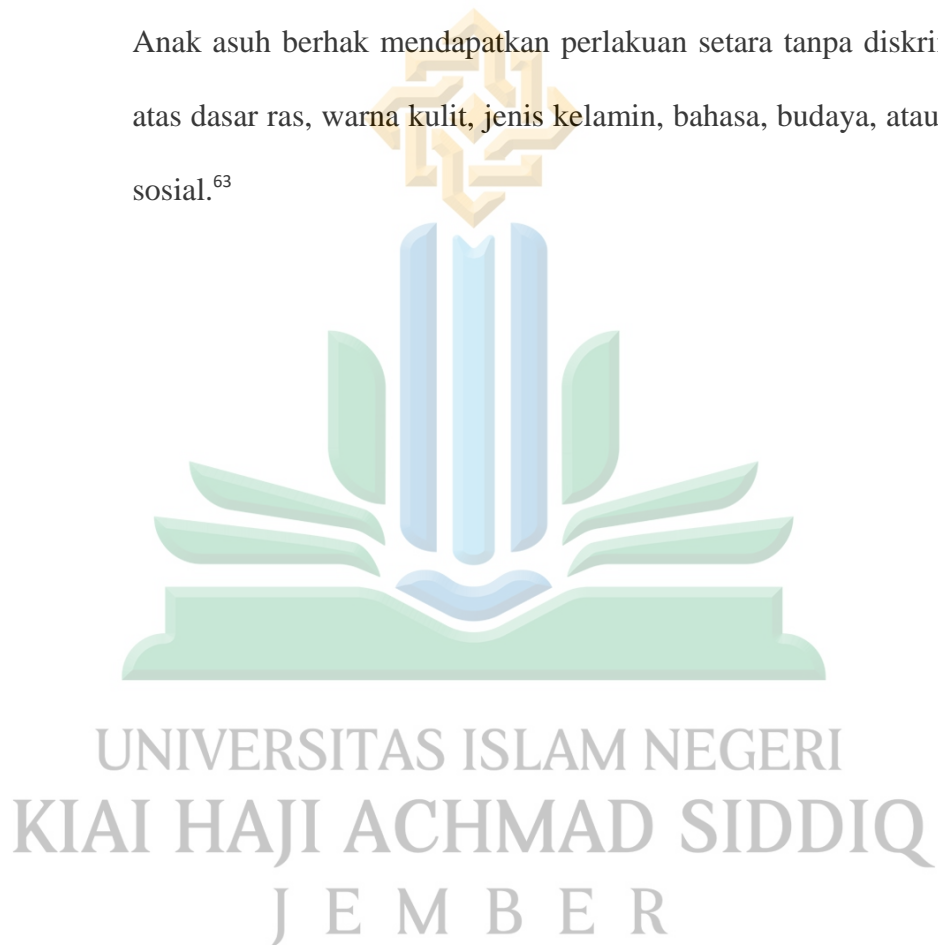 Anak asuh berhak mendapatkan perlakuan setara tanpa
atas dasar ras, warna kulit, jenis kelamin, bahasa, budaya, atau
sosial.⁶³
UNIVERSITAS ISLAM NEGERI
KIAI HAJI ACHMAD SIDDIQ
JEMBER